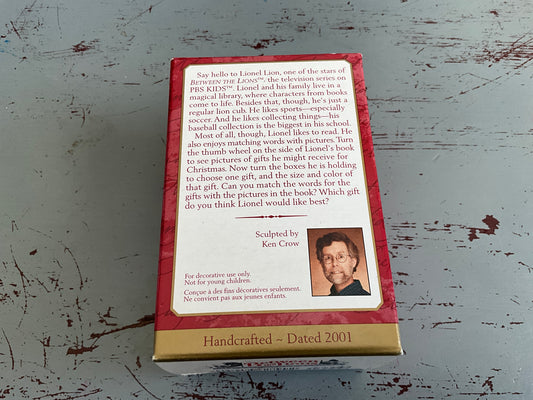 Say hello to Lionel Lion, one of the stars of
BETWEEN THE LIONS™, the television series on
PBS KIDS™. Lionel and his family live in a
magical library, where characters from books
come to life. Besides that, though, he's just a
regular lion cub. He likes sports—especially
soccer. And he likes collecting things—his
baseball collection is the biggest in his school.
Most of all, though, Lionel likes to read. He
also enjoys matching words with pictures. Turn
the thumb wheel on the side of Lionel's book
to see pictures of gifts he might receive for
Christmas. Now turn the boxes he is holding
to choose one gift, and the size and color of
that gift. Can you match the words for the
gifts with the pictures in the book? Which gift
do you think Lionel would like best?
Sculpted by
Ken Crow
For decorative use only.
Not for young children.
Conçue à des fins décoratives seulement.
Ne convient pas aux jeunes enfants.
Handcrafted ~ Dated 2001